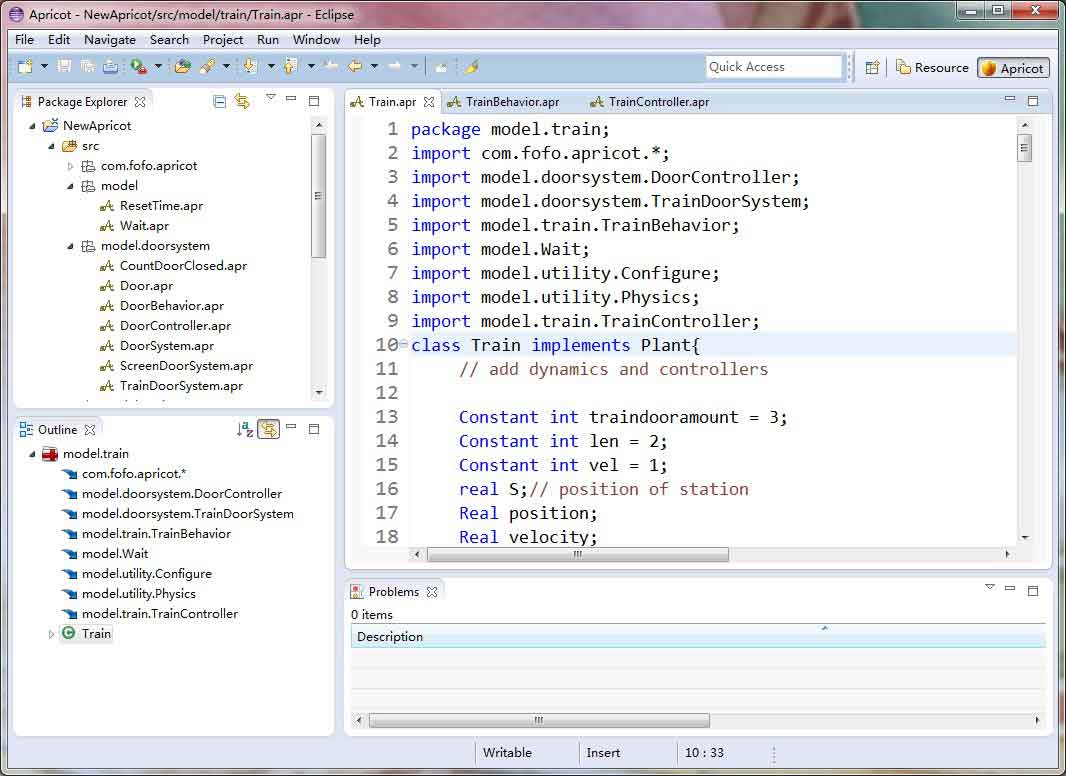 Apricot - NewApricot/src/model/train/Train.apr - Eclipse
File Edit Navigate Search Project Run Window Help
Quick Access
Resource
Apricot
Package Explorer
NewApricot
src
com.fofo.apricot
model
ResetTime.apr
Wait.apr
model.doorsystem
CountDoorClosed.apr
Door.apr
DoorBehavior.apr
DoorController.apr
DoorSystem.apr
ScreenDoorSystem.apr
TrainDoorSystem.apr
Outline
model.train
com.fofo.apricot.*
model.doorsystem.DoorController
model.doorsystem.TrainDoorSystem
model.train.TrainBehavior
model.Wait
model.utility.Configure
model.utility.Physics
model.train.TrainController
Train
Train.apr TrainBehavior.apr TrainController.apr
1 package model.train;
2 import com.fofo.apricot.*;
3 import model.doorsystem.DoorController;
4 import model.doorsystem.TrainDoorSystem;
5 import model.train.TrainBehavior;
6 import model.Wait;
7 import model.utility.Configure;
8 import model.utility.Physics;
9 import model.train.TrainController;
10 class Train implements Plant{
11 // add dynamics and controllers
12
13 Constant int traindooramount = 3;
14 Constant int len = 2;
15 Constant int vel = 1;
16 real S;// position of station
17 Real position;
18 Real velocity;
Problems
0 items
Description
Writable Insert 10 : 33